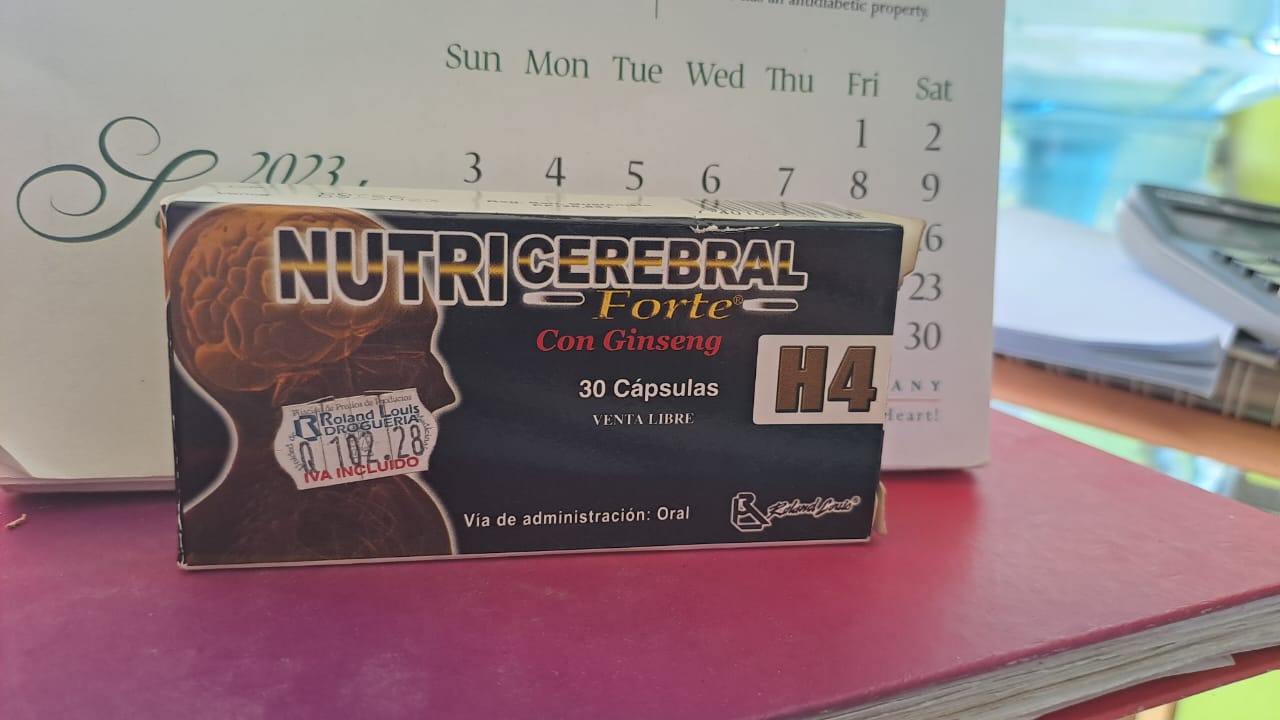 an antidiabetic property.
Sun Mon Tue Wed Thu Fri Sat
1 2
2023
3 4 5 6 7 8 9
NUTRI CEREBRAL
Forte®
Con Ginseng
30 Cápsulas
VENTA LIBRE
H4
Roland Louis
DROGUERIA
Q 102.28
IVA INCLUIDO
Vía de administración: Oral
Roland Louis®
6
23
30
ANY
Heart!